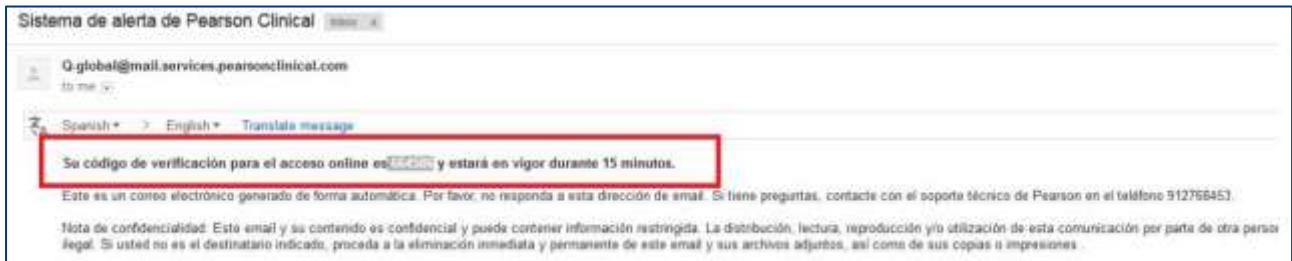 Sistema de alerta de Pearson Clinical Inbox x
Q-global@mail.services.pearsonclinical.com
to me
Spanish > English Translate message
Su código de verificación para el acceso online es y estará en vigor durante 15 minutos.
Este es un correo electrónico generado de forma automática. Por favor, no responda a esta dirección de email. Si tiene preguntas, contacte con el soporte técnico de Pearson en el teléfono 912766453.
Nota de confidencialidad: Este email y su contenido es confidencial y puede contener información restringida. La distribución, lectura, reproducción y/o utilización de esta comunicación por parte de otra person
ilegal. Si usted no es el destinatario indicado, proceda a la eliminación inmediata y permanente de este email y sus archivos adjuntos, así como de sus copias o impresiones.